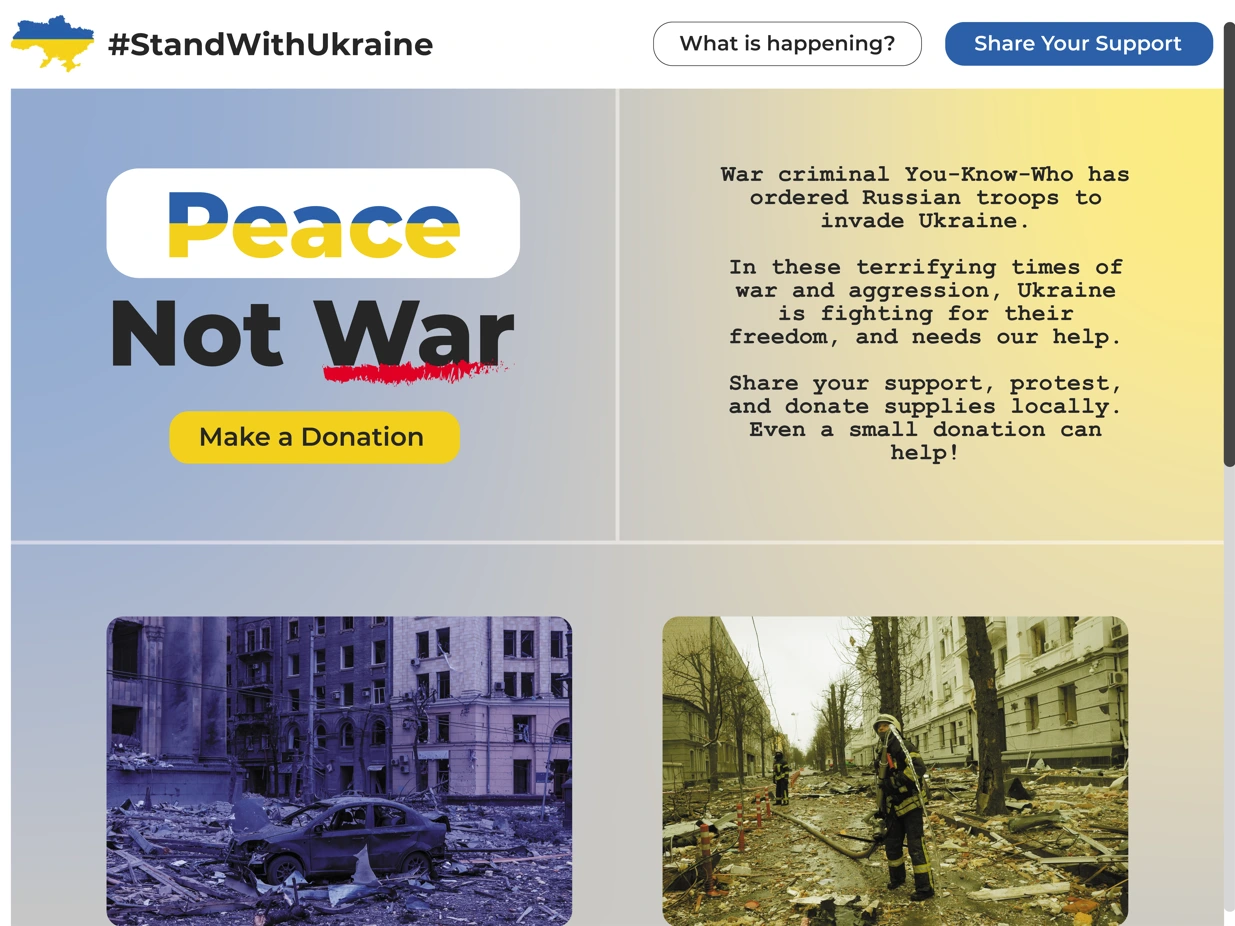 #StandWithUkraine
What is happening?
Share Your Support
Peace
Not War
Make a Donation
War criminal You-Know-Who has
ordered Russian troops to
invade Ukraine.
In these terrifying times of
war and aggression, Ukraine
is fighting for their
freedom, and needs our help.
Share your support, protest,
and donate supplies locally.
Even a small donation can
help!